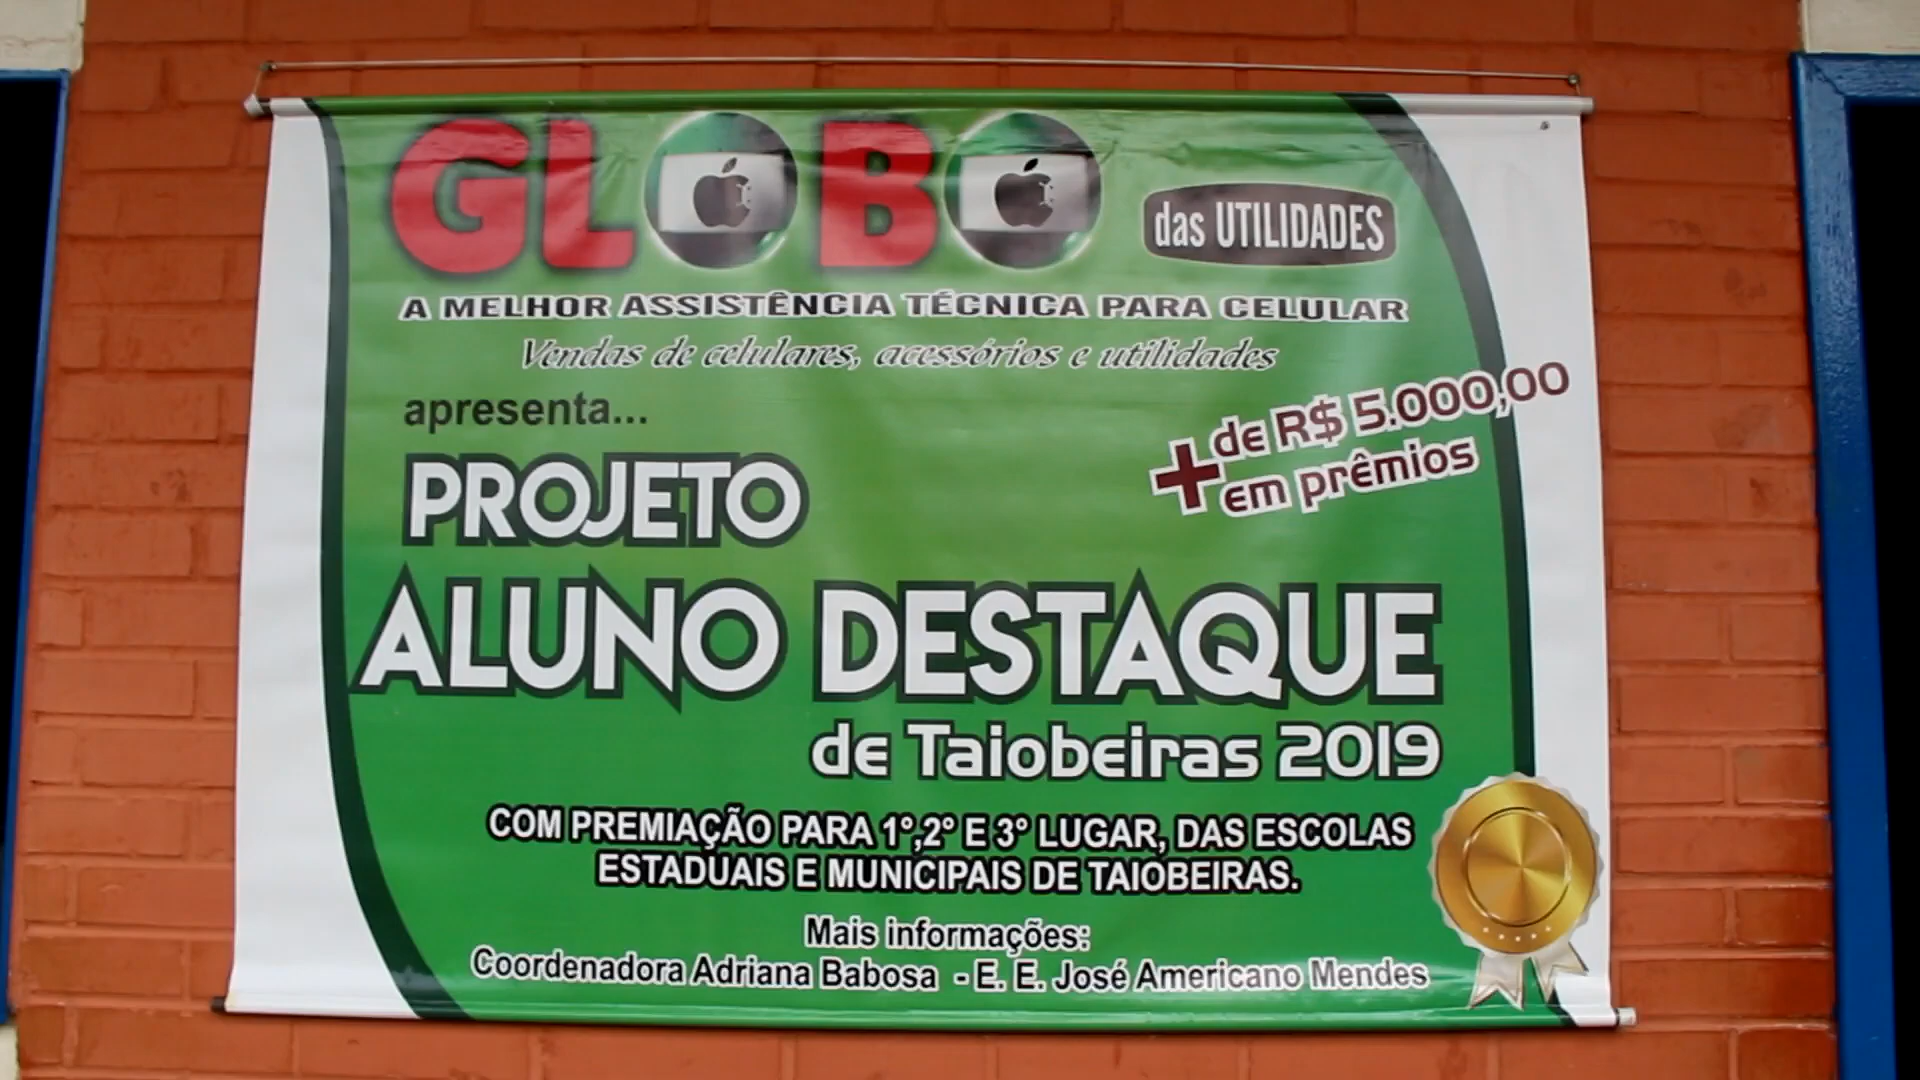 GLOBO das UTILIDADES
A MELHOR ASSISTÊNCIA TÉCNICA PARA CELULAR
Vendas de celulares, acessórios e utilidades
apresenta...
+ de R$ 5.000,00
em prêmios
PROJETO
ALUNO DESTAQUE
de Taiobeiras 2019
COM PREMIAÇÃO PARA 1°,2° E 3° LUGAR, DAS ESCOLAS
ESTADUAIS E MUNICIPAIS DE TAIOBEIRAS.
Mais informações:
Coordenadora Adriana Babosa - E. E. José Americano Mendes